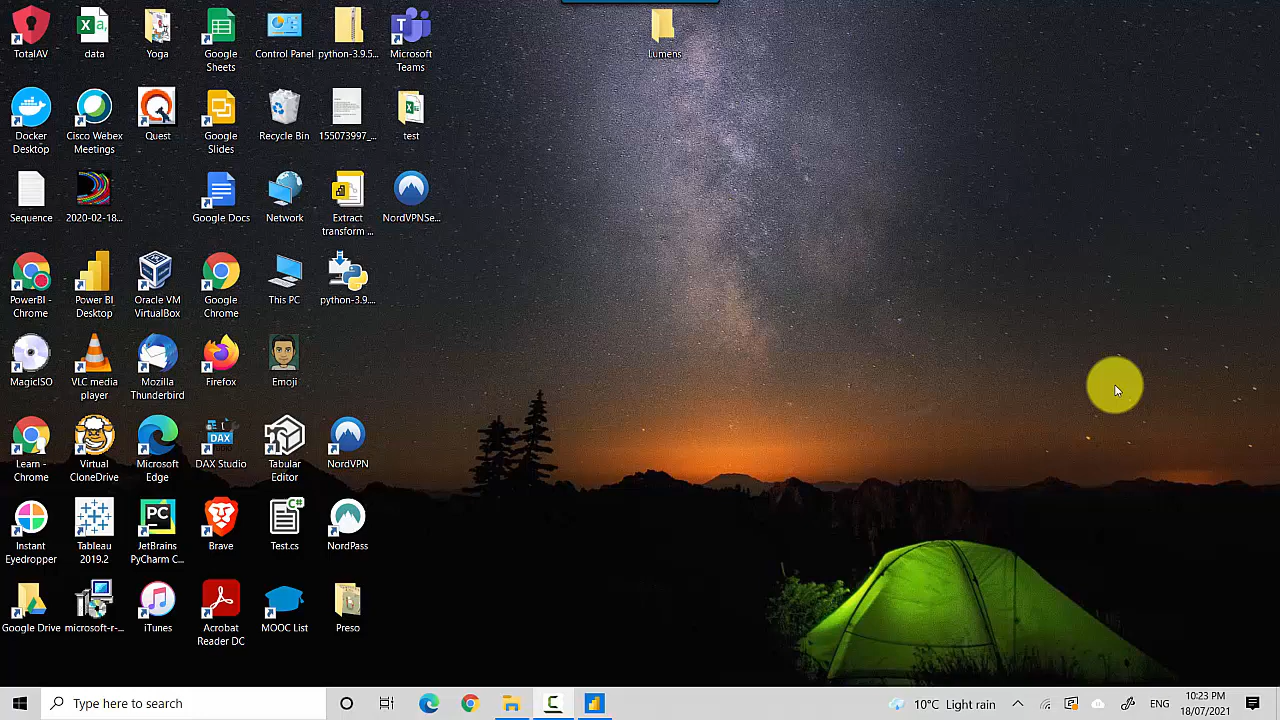 TotalAV
data
Yoga
Google
Sheets
Control Panel
python-3.9.5...
Microsoft
Teams
Lumens
Docker
Desktop
Cisco Webex
Meetings
Quest
Google
Slides
Recycle Bin
155073997_...
test
Sequence
2020-02-18...
Google Docs
Network
Extract
transform ...
NordVPNSe...
PowerBI -
Chrome
Power BI
Desktop
Oracle VM
VirtualBox
Google
Chrome
This PC
python-3.9....
MagicISO
VLC media
player
Mozilla
Thunderbird
Firefox
Emoji
Learn -
Chrome
Virtual
CloneDrive
Microsoft
Edge
DAX
DAX Studio
Tabular
Editor
NordVPN
Instant
Eyedropper
Tableau
2019.2
PC
JetBrains
PyCharm C...
Brave
C#
Test.cs
NordPass
Google Drive
microsoft-r-...
iTunes
Acrobat
Reader DC
MOOC List
Preso
Type here to search
10°C Light rain
ENG
10:23 PM
18/07/2021